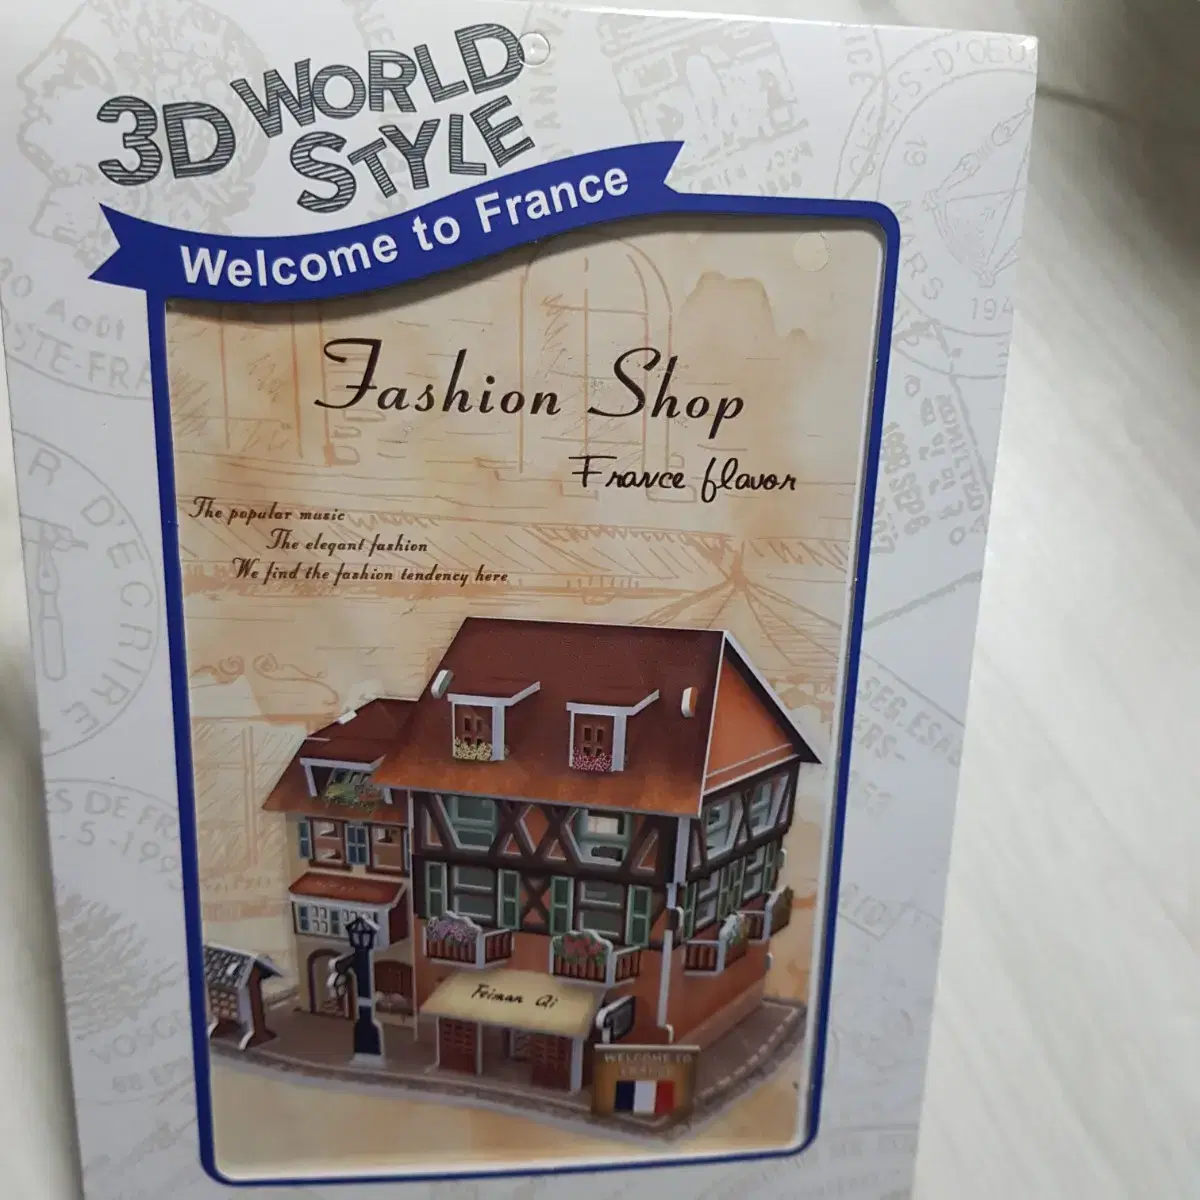 3D WORLD
STYLE
Welcome to France
Fashion Shop
France flavor
The popular music
The elegant fashion
We find the fashion tendency here
Feiman Qi
WELCOME TO
FRANCE